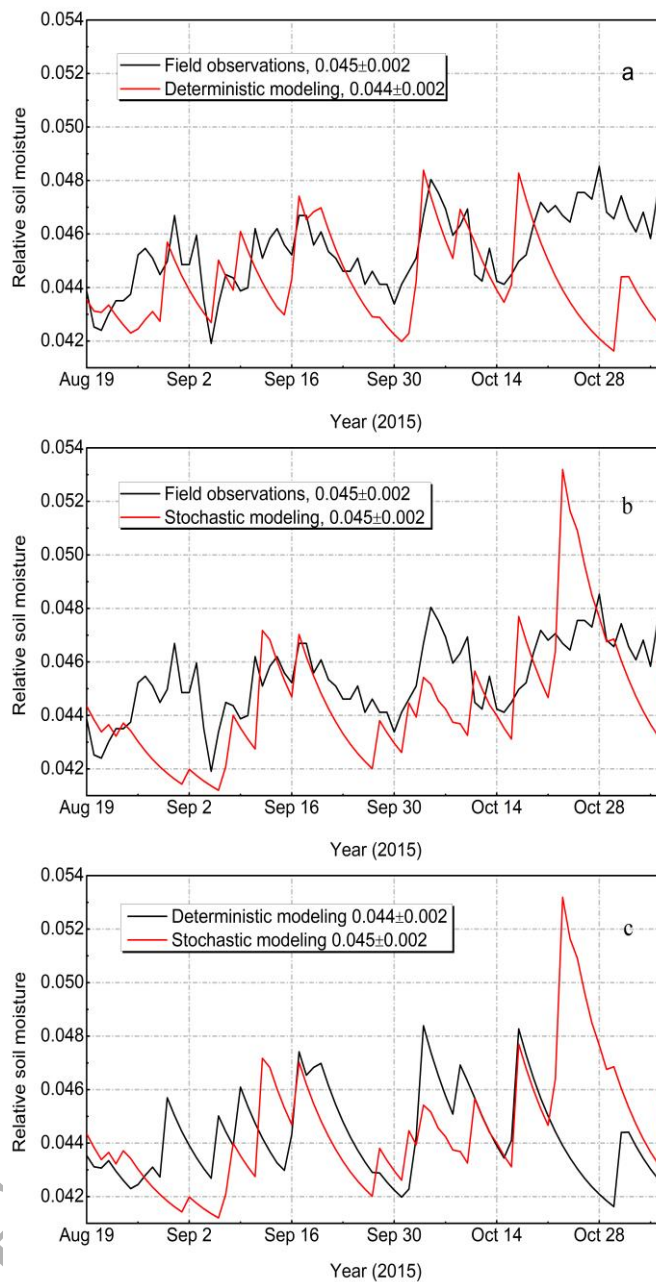 0.054
0.052
0.050
0.048
0.046
0.044
0.042
Relative soil moisture
Field observations, 0.045±0.002
Deterministic modeling, 0.044±0.002
a
Aug 19 Sep 2 Sep 16 Sep 30 Oct 14 Oct 28
Year (2015)
0.054
0.052
0.050
0.048
0.046
0.044
0.042
Relative soil moisture
Field observations, 0.045±0.002
Stochastic modeling, 0.045±0.002
b
Aug 19 Sep 2 Sep 16 Sep 30 Oct 14 Oct 28
Year (2015)
0.054
0.052
0.050
0.048
0.046
0.044
0.042
Relative soil moisture
Deterministic modeling 0.044±0.002
Stochastic modeling 0.045±0.002
c
Aug 19 Sep 2 Sep 16 Sep 30 Oct 14 Oct 28
Year (2015)